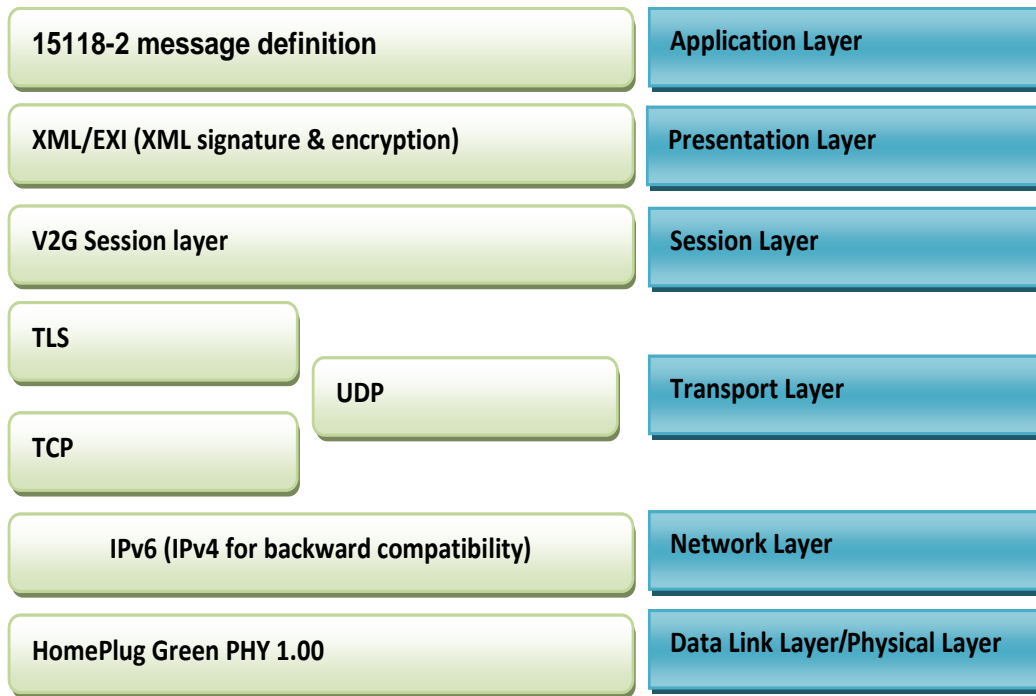 15118-2 message definition
Application Layer
XML/EXI (XML signature & encryption)
Presentation Layer
V2G Session layer
Session Layer
TLS
UDP
Transport Layer
TCP
IPv6 (IPv4 for backward compatibility)
Network Layer
HomePlug Green PHY 1.00
Data Link Layer/Physical Layer